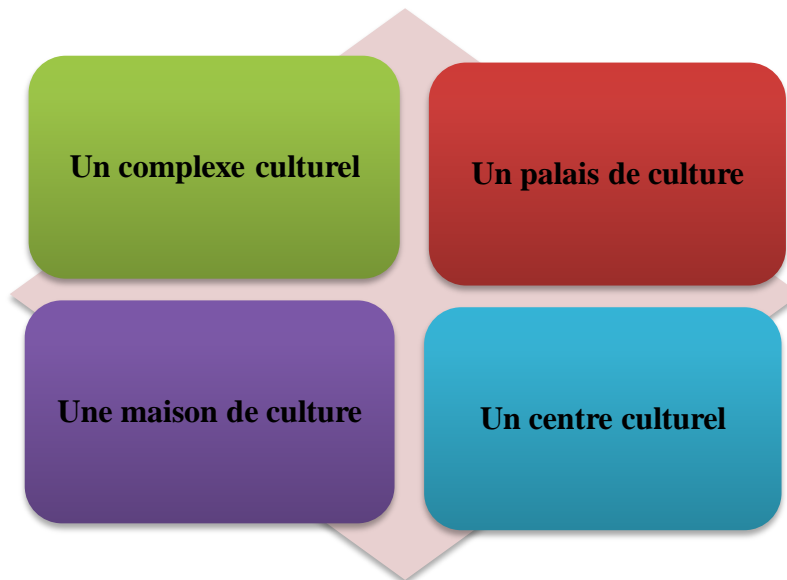 Un complexe culturel
Un palais de culture
Une maison de culture
Un centre culturel